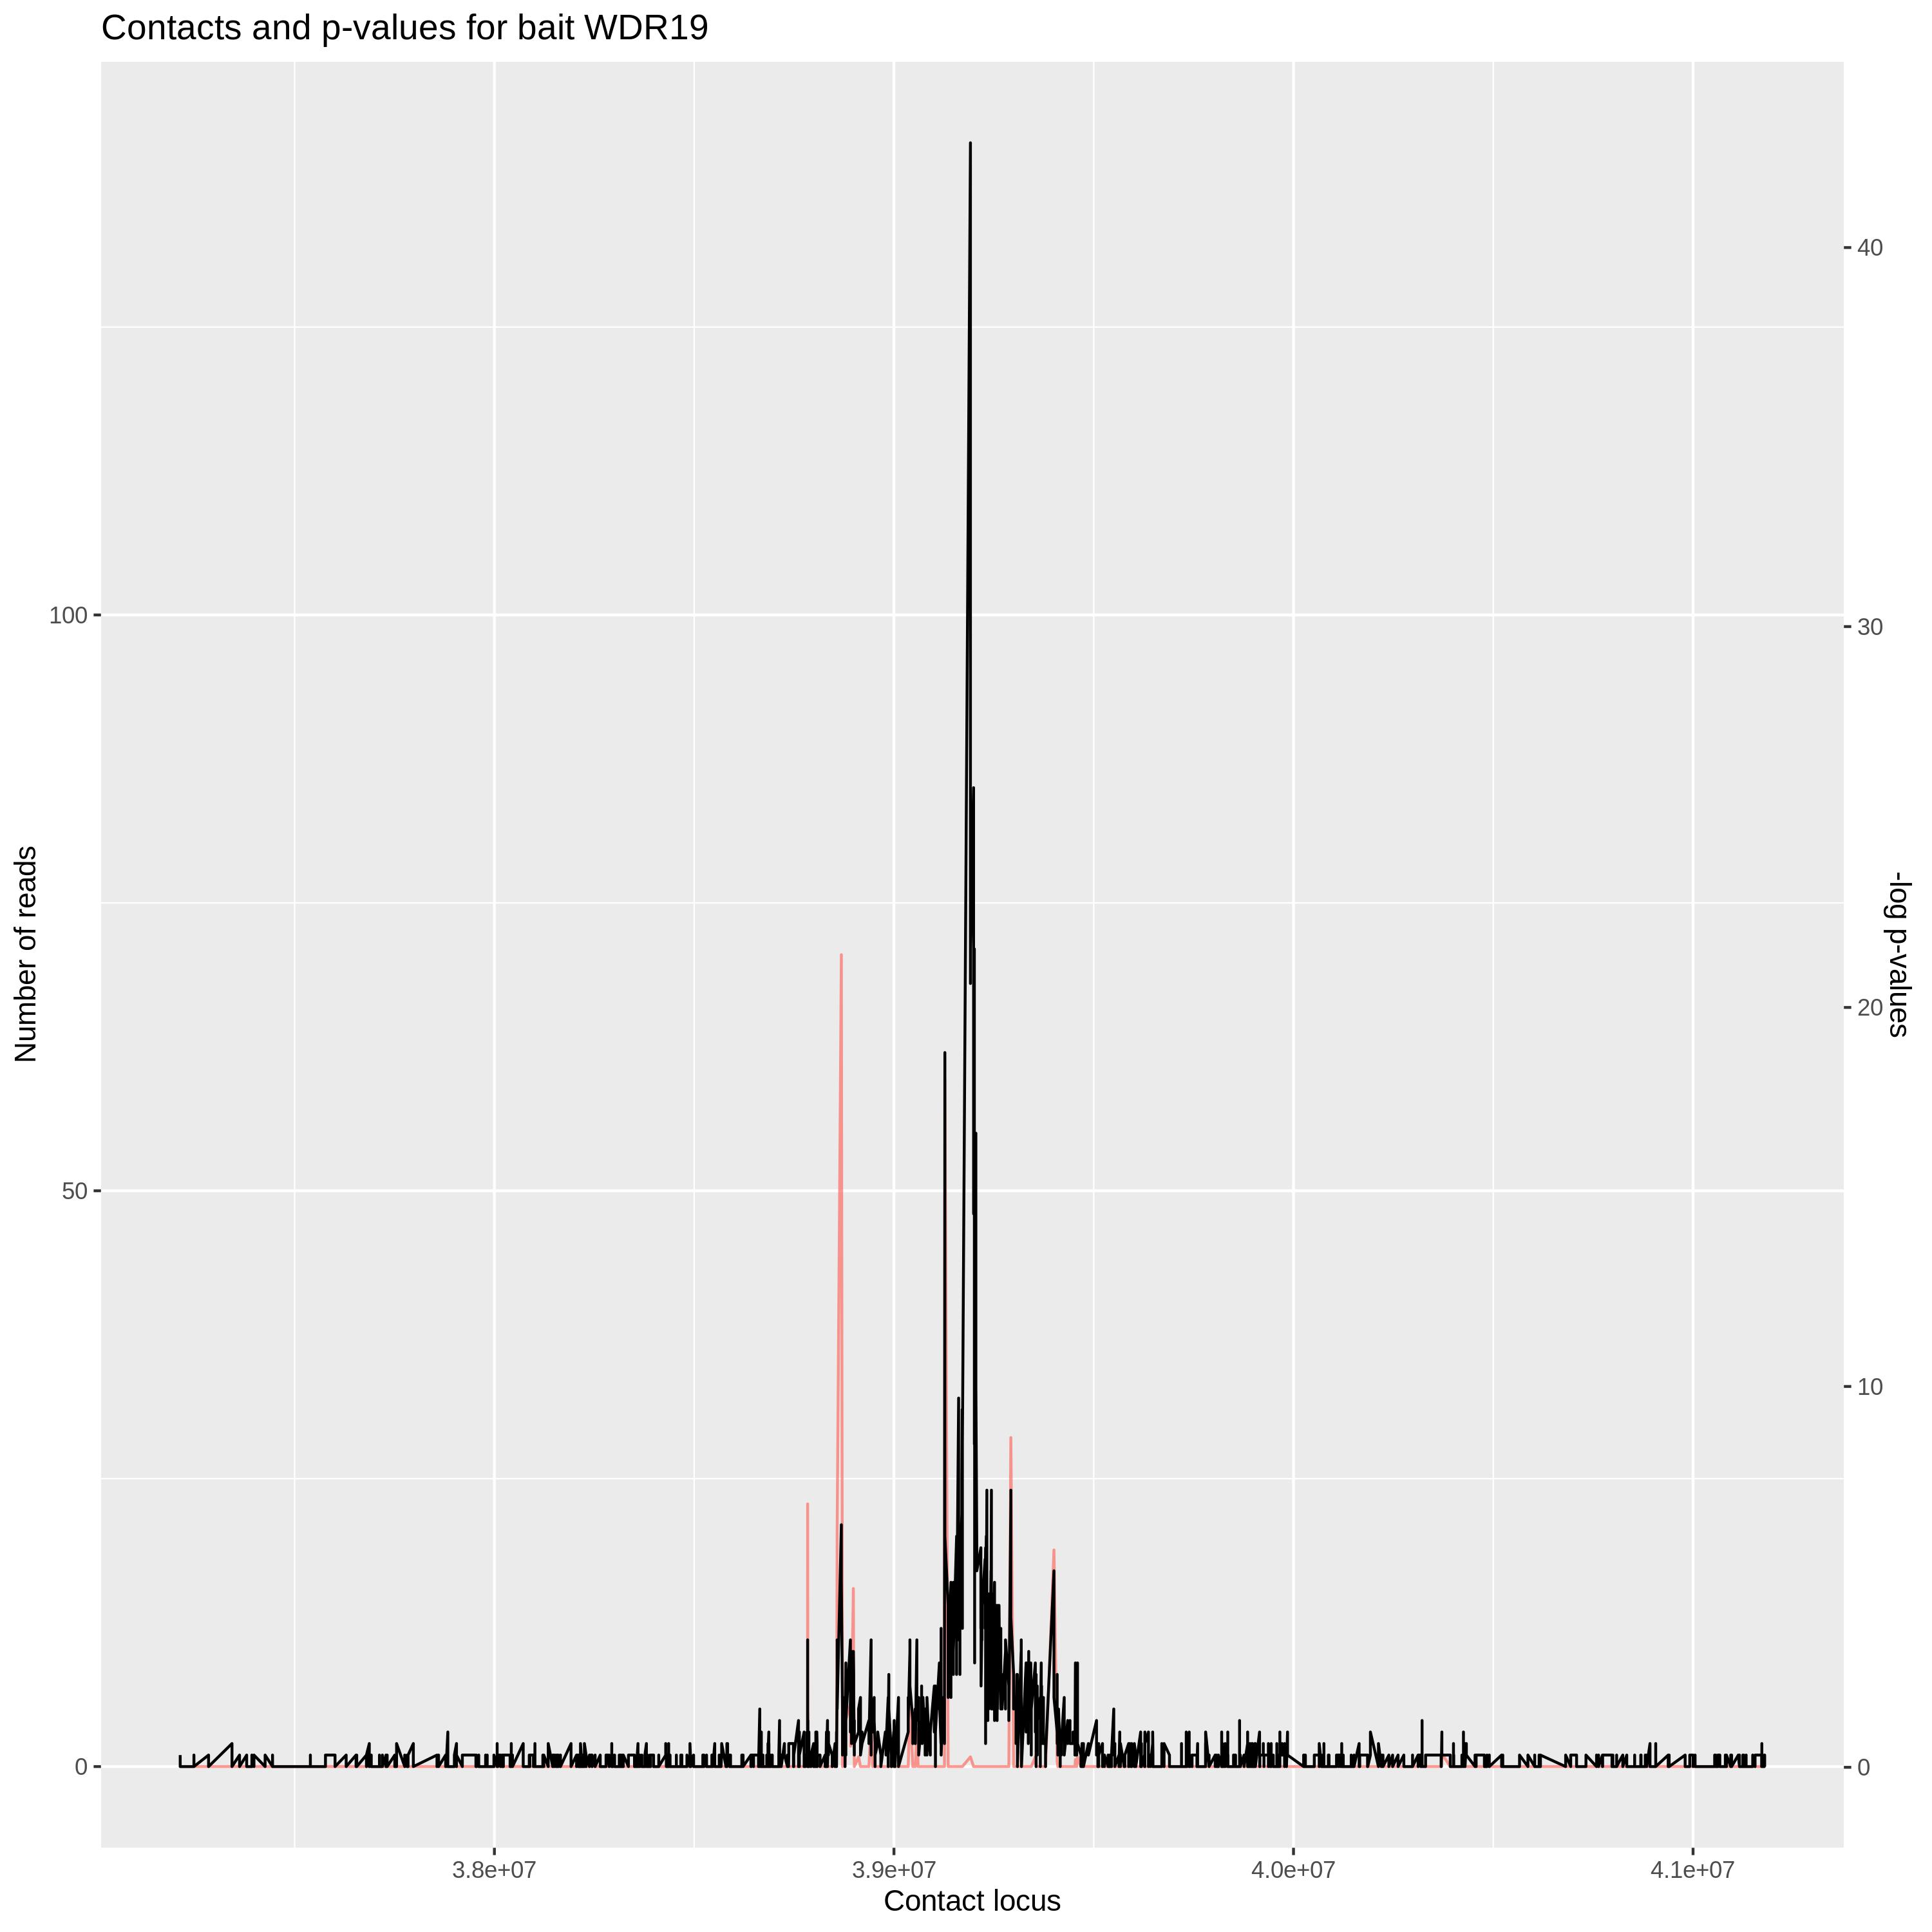 Contacts and p-values for bait WDR19
Number of reads
100
50
0
40
30
20
10
0
-log p-values
3.8e+07
3.9e+07
4.0e+07
4.1e+07
Contact locus